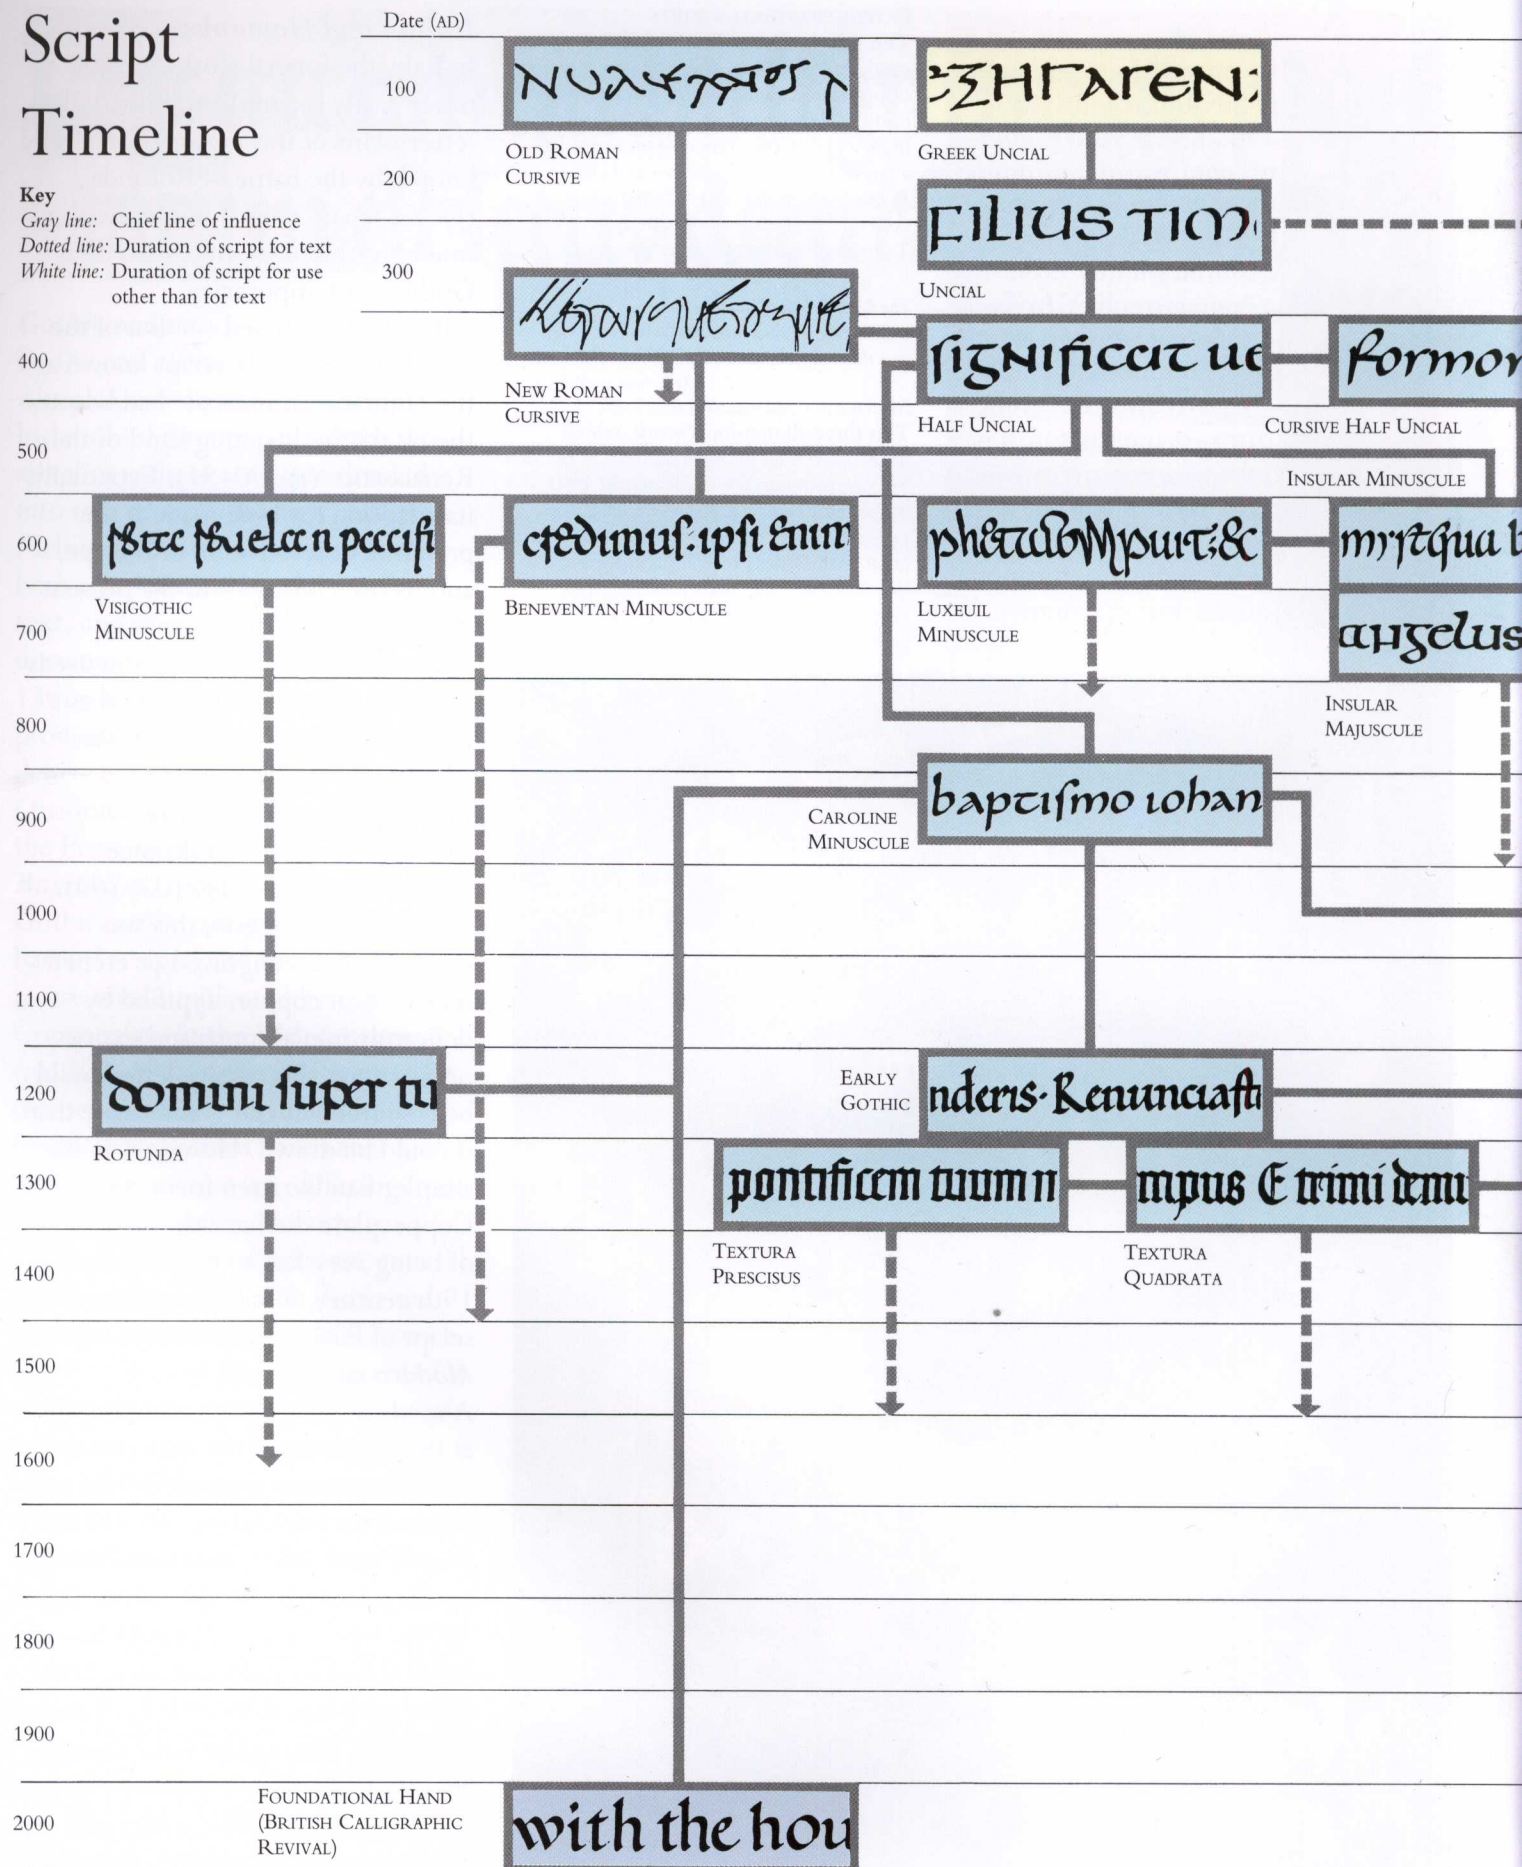 Script
Timeline
Date (AD)
Key
Gray line: Chief line of influence
Dotted line: Duration of script for text
White line: Duration of script for use
other than for text
100
OLD ROMAN
CURSIVE
GREEK UNCIAL
200
FILIUS TIM
UNCIAL
300
400
NEW ROMAN
CURSIVE
significat ue
formon
HALF UNCIAL
CURSIVE HALF UNCIAL
500
INSULAR MINUSCULE
600
VISIGOTHIC
MINUSCULE
BENEVENTAN MINUSCULE
LUXEUIL
MINUSCULE
700
angelus
INSULAR
MAJUSCULE
800
baptiſmo iohan
CAROLINE
MINUSCULE
900
1000
1100
domini ſuper tu
1200
EARLY
GOTHIC
nderis· Renunciaſti
ROTUNDA
1300
pontificem tuum n
TEXTURA
PRESCISUS
TEXTURA
QUADRATA
1400
1500
1600
1700
1800
1900
FOUNDATIONAL HAND
(BRITISH CALLIGRAPHIC
REVIVAL)
2000
with the hou